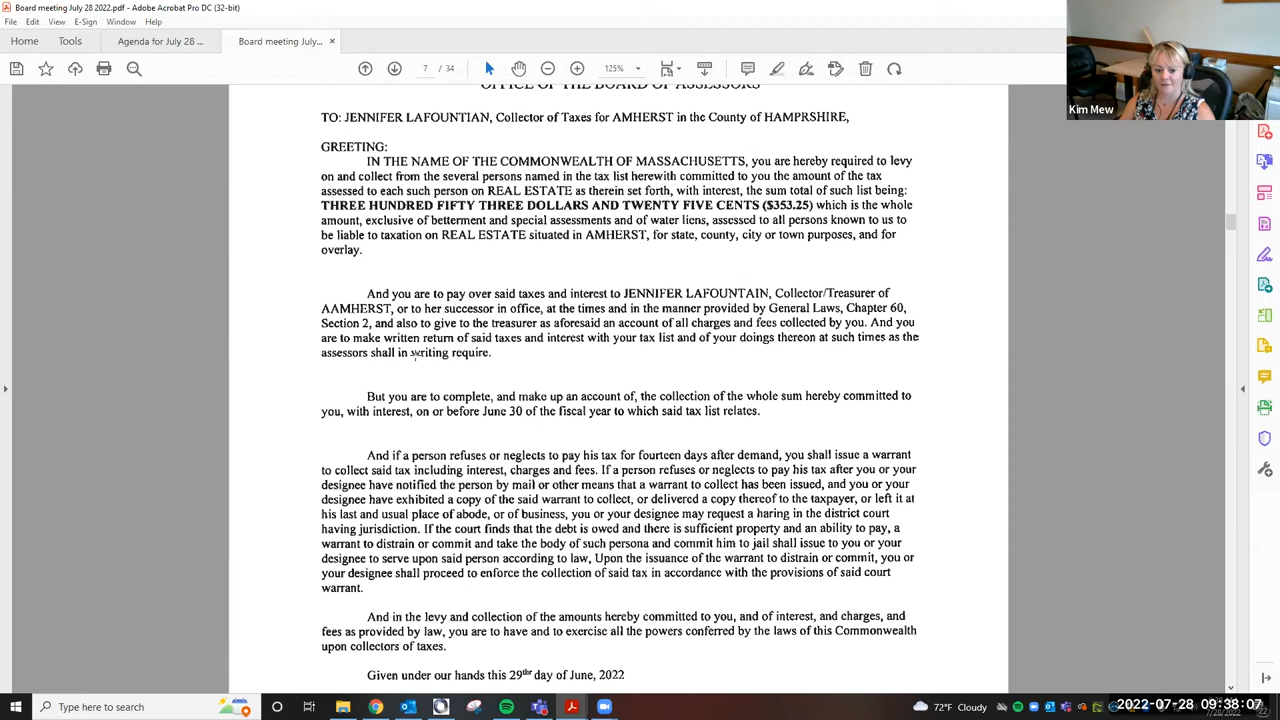 Board meeting July 28 2022.pdf - Adobe Acrobat Pro DC (32-bit)
File Edit View E-Sign Window Help
Home Tools Agenda for July 28 ... Board meeting July... ×
7 / 34 125%
Kim Mew
OFFICE OF THE BOARD OF ASSESSORS
TO: JENNIFER LAFOUNTIAN, Collector of Taxes for AMHERST in the County of HAMPRSHIRE,
GREETING:
IN THE NAME OF THE COMMONWEALTH OF MASSACHUSETTS, you are hereby required to levy
on and collect from the several persons named in the tax list herewith committed to you the amount of the tax
assessed to each such person on REAL ESTATE as therein set forth, with interest, the sum total of such list being:
THREE HUNDRED FIFTY THREE DOLLARS AND TWENTY FIVE CENTS ($353.25) which is the whole
amount, exclusive of betterment and special assessments and of water liens, assessed to all persons known to us to
be liable to taxation on REAL ESTATE situated in AMHERST, for state, county, city or town purposes, and for
overlay.
And you are to pay over said taxes and interest to JENNIFER LAFOUNTAIN, Collector/Treasurer of
AAMHERST, or to her successor in office, at the times and in the manner provided by General Laws, Chapter 60,
Section 2, and also to give to the treasurer as aforesaid an account of all charges and fees collected by you. And you
are to make written return of said taxes and interest with your tax list and of your doings thereon at such times as the
assessors shall in writing require.
But you are to complete, and make up an account of, the collection of the whole sum hereby committed to
you, with interest, on or before June 30 of the fiscal year to which said tax list relates.
And if a person refuses or neglects to pay his tax for fourteen days after demand, you shall issue a warrant
to collect said tax including interest, charges and fees. If a person refuses or neglects to pay his tax after you or your
designee have notified the person by mail or other means that a warrant to collect has been issued, and you or your
designee have exhibited a copy of the said warrant to collect, or delivered a copy thereof to the taxpayer, or left it at
his last and usual place of abode, or of business, you or your designee may request a haring in the district court
having jurisdiction. If the court finds that the debt is owed and there is sufficient property and an ability to pay, a
warrant to distrain or commit and take the body of such persona and commit him to jail shall issue to you or your
designee to serve upon said person according to law, Upon the issuance of the warrant to distrain or commit, you or
your designee shall proceed to enforce the collection of said tax in accordance with the provisions of said court
warrant.
And in the levy and collection of the amounts hereby committed to you, and of interest, and charges, and
fees as provided by law, you are to have and to exercise all the powers conferred by the laws of this Commonwealth
upon collectors of taxes.
Given under our hands this 29thr day of June, 2022
Type here to search 72°F Cloudy 2022-07-28 09:38:07